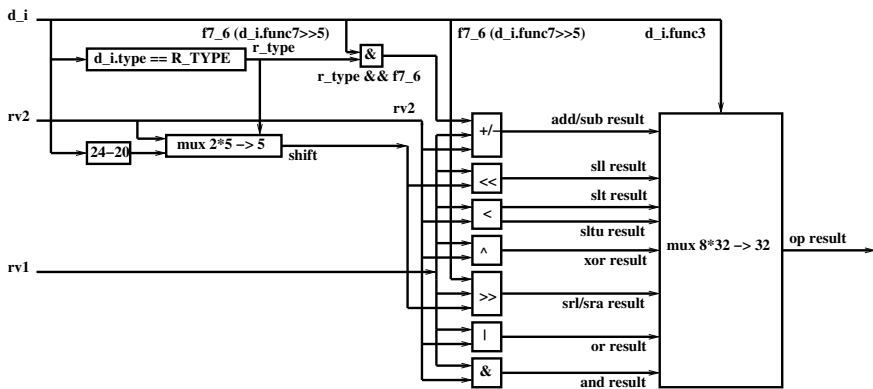 d_i
f7_6 (d_i.func7>>5)
f7_6 (d_i.func7>>5)
d_i.func3
r_type
d_i.type == R_TYPE
&
r_type && f7_6
rv2
rv2
+/−
add/sub result
mux 2*5 −> 5
24−20
shift
<<
sll result
slt result
<
sltu result
mux 8*32 −> 32
op result
^
xor result
rv1
>>
srl/sra result
|
or result
&
and result